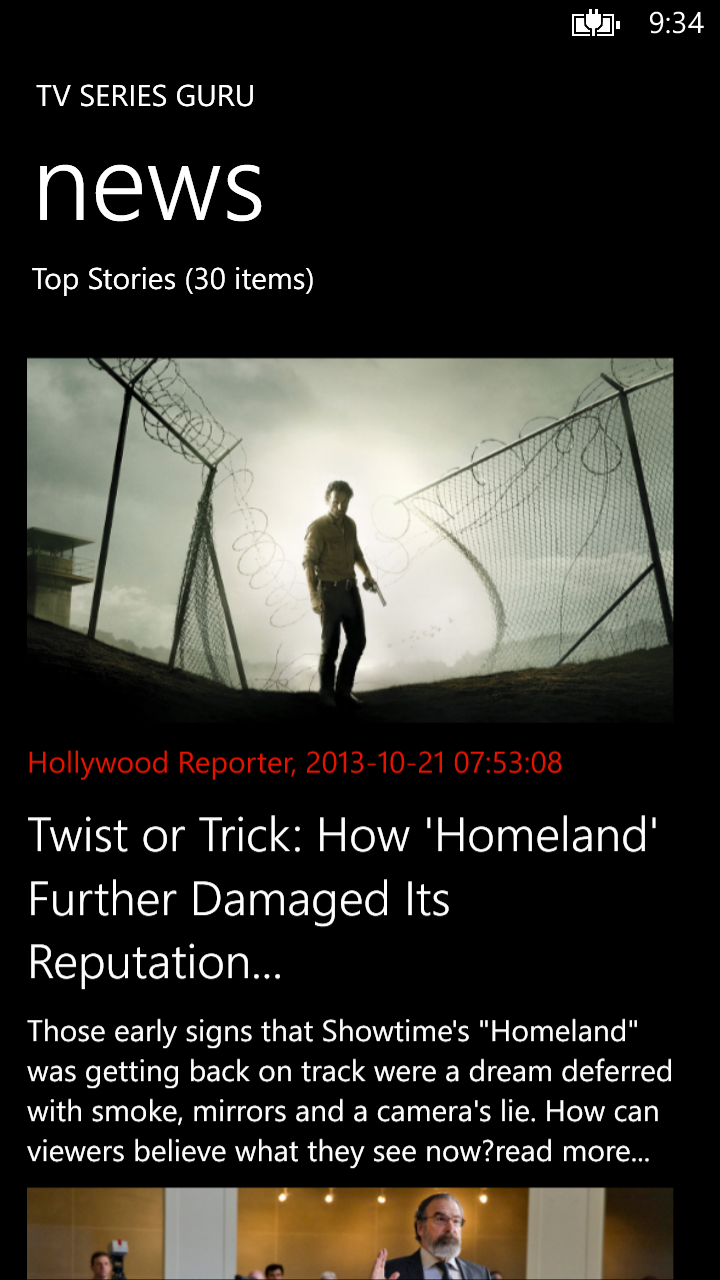 9:34
TV SERIES GURU
news
Top Stories (30 items)
Hollywood Reporter, 2013-10-21 07:53:08
Twist or Trick: How 'Homeland'
Further Damaged Its
Reputation...
Those early signs that Showtime's "Homeland"
was getting back on track were a dream deferred
with smoke, mirrors and a camera's lie. How can
viewers believe what they see now?read more...